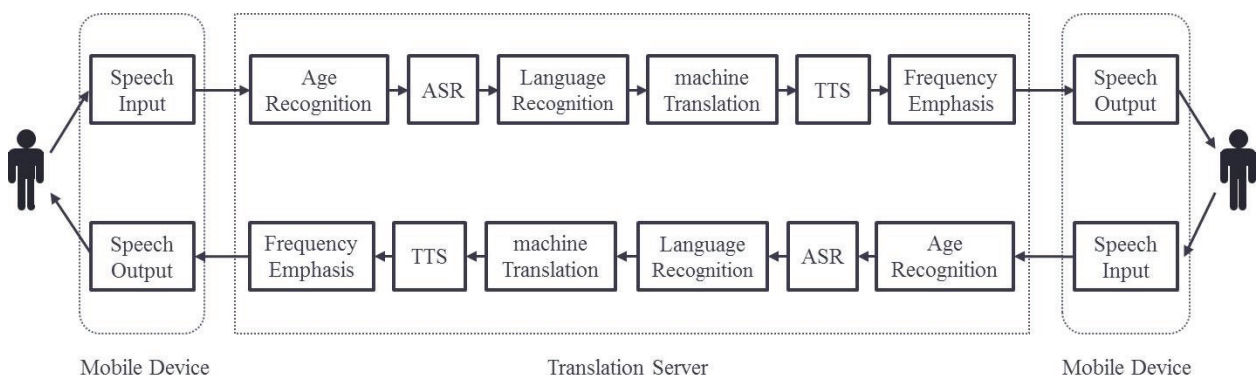 Speech
Input
Age
Recognition
ASR
Language
Recognition
machine
Translation
TTS
Frequency
Emphasis
Speech
Output
Speech
Output
Frequency
Emphasis
TTS
machine
Translation
Language
Recognition
ASR
Age
Recognition
Speech
Input
Mobile Device
Translation Server
Mobile Device